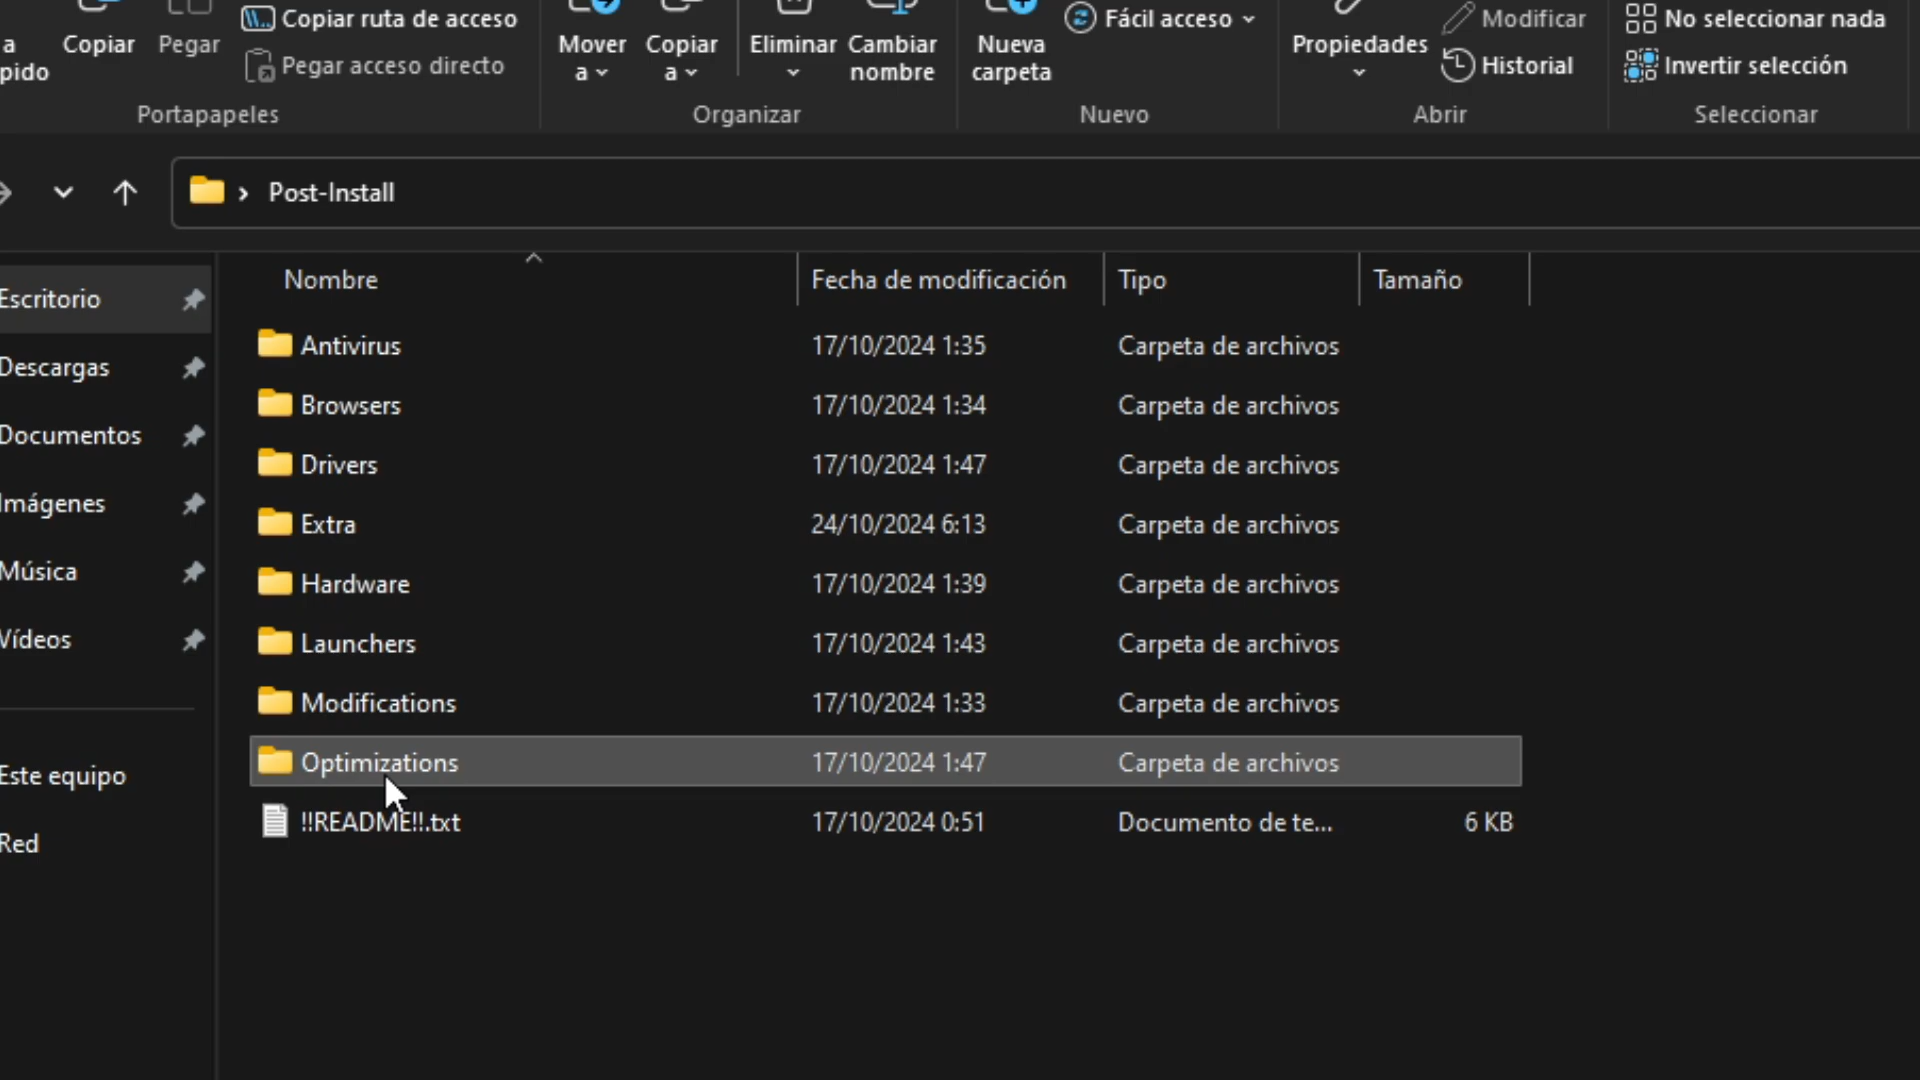 Copiar ruta de acceso
Fácil acceso
Modificar
No seleccionar nada
a
pido
Copiar
Pegar
Pegar acceso directo
Mover
a
Copiar
a
Eliminar
Cambiar
nombre
Nueva
carpeta
Propiedades
Historial
Invertir selección
Portapapeles
Organizar
Nuevo
Abrir
Seleccionar
Post-Install
Nombre
Fecha de modificación
Tipo
Tamaño
Escritorio
Descargas
Documentos
Imágenes
Música
Vídeos
Este equipo
Red
Antivirus 17/10/2024 1:35 Carpeta de archivos
Browsers 17/10/2024 1:34 Carpeta de archivos
Drivers 17/10/2024 1:47 Carpeta de archivos
Extra 24/10/2024 6:13 Carpeta de archivos
Hardware 17/10/2024 1:39 Carpeta de archivos
Launchers 17/10/2024 1:43 Carpeta de archivos
Modifications 17/10/2024 1:33 Carpeta de archivos
Optimizations 17/10/2024 1:47 Carpeta de archivos
!!README!!.txt 17/10/2024 0:51 Documento de te... 6 KB